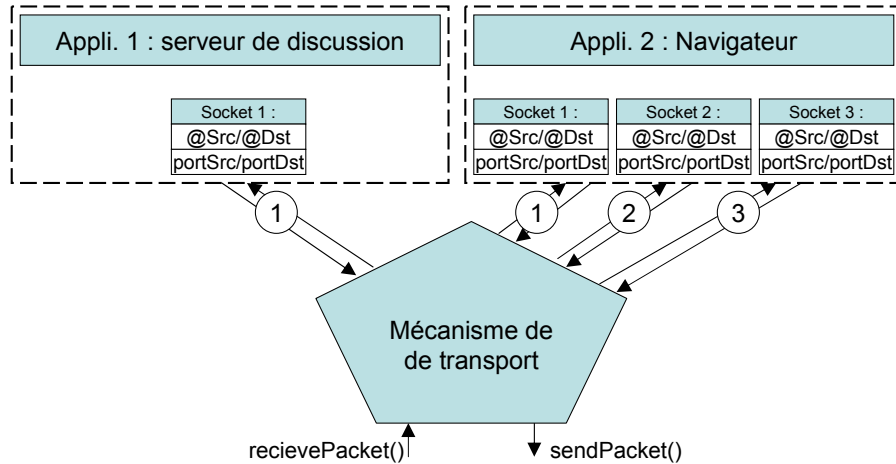 Appli. 1 : serveur de discussion
Appli. 2 : Navigateur
Socket 1 :
@Src/@Dst
portSrc/portDst
Socket 1 :
@Src/@Dst
portSrc/portDst
Socket 2 :
@Src/@Dst
portSrc/portDst
Socket 3 :
@Src/@Dst
portSrc/portDst
1
1
2
3
Mécanisme de
de transport
recievePacket()
sendPacket()